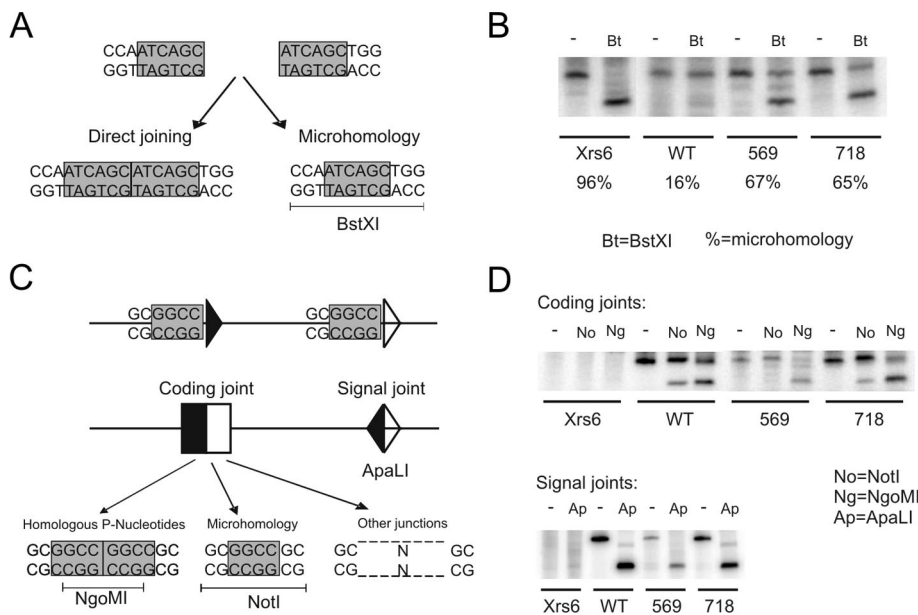 A
CCAATCAGC ATCAGCTGG
GGTTAGTCG TAGTCGACC
Direct joining Microhomology
CCAATCAGCATCAGCTGG CCAATCAGCTGG
GGTTAGTCGTAGTCGACC GGTTAGTCGACC
BstXI
B
- Bt - Bt - Bt - Bt
Xrs6 WT 569 718
96% 16% 67% 65%
Bt=BstXI %=microhomology
C
GCGGCC GCGGCC
CGCCGG CGCCGG
Coding joint Signal joint
ApaLI
Homologous P-Nucleotides Microhomology Other junctions
GCGGCCGGCCGC GCGGCCGC GC N GC
CGCCGGCCGGCG CGCCGGCG CG N CG
NgoMI NotI
D
Coding joints:
- No Ng - No Ng - No Ng - No Ng
Xrs6 WT 569 718
Signal joints:
- Ap - Ap - Ap - Ap
Xrs6 WT 569 718
No=NotI
Ng=NgoMI
Ap=ApaLI